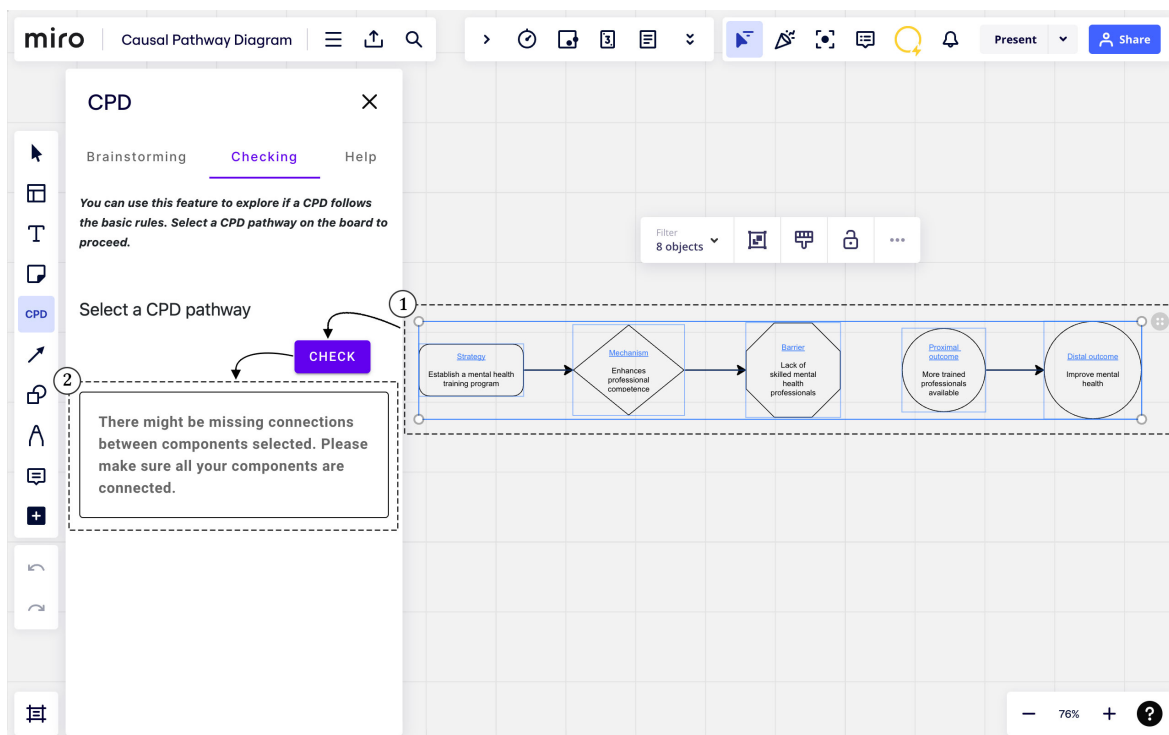 miro
Causal Pathway Diagram
3
Present
Share
CPD
Brainstorming
Checking
Help
You can use this feature to explore if a CPD follows
the basic rules. Select a CPD pathway on the board to
proceed.
T
CPD
Select a CPD pathway
1
CHECK
2
There might be missing connections
between components selected. Please
make sure all your components are
connected.
Filter
8 objects
Strategy
Establish a mental health
training program
Mechanism
Enhances
professional
competence
Barrier
Lack of
skilled mental
health
professionals
Proximal
outcome
More trained
professionals
available
Distal outcome
Improve mental
health
76%
?